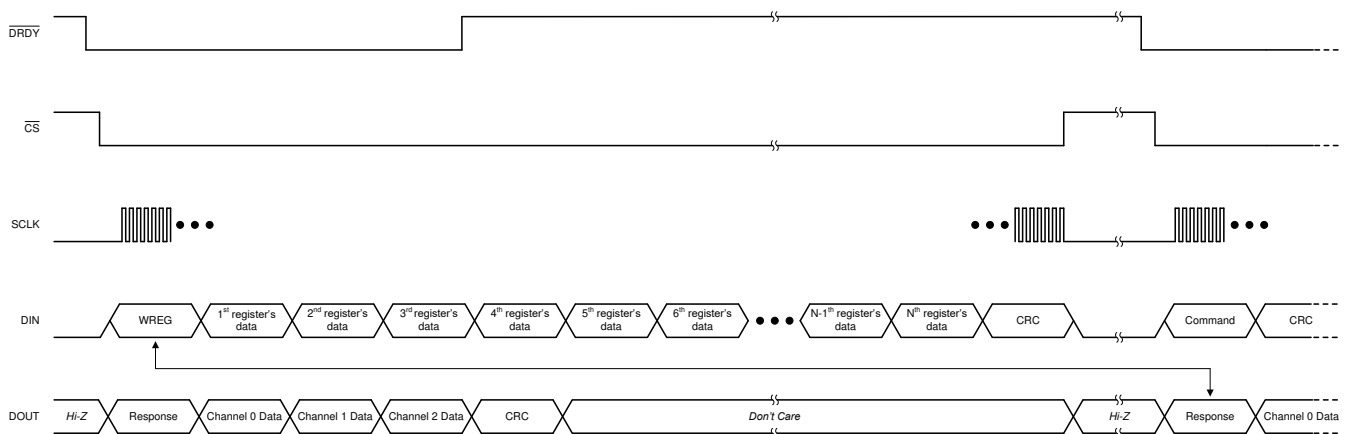 DRDY
CS
SCLK
DIN
WREG
1st register's
data
2nd register's
data
3rd register's
data
4th register's
data
5th register's
data
6th register's
data
N-1th register's
data
Nth register's
data
CRC
Command
CRC
DOUT
Hi-Z
Response
Channel 0 Data
Channel 1 Data
Channel 2 Data
CRC
Don't Care
Hi-Z
Response
Channel 0 Data